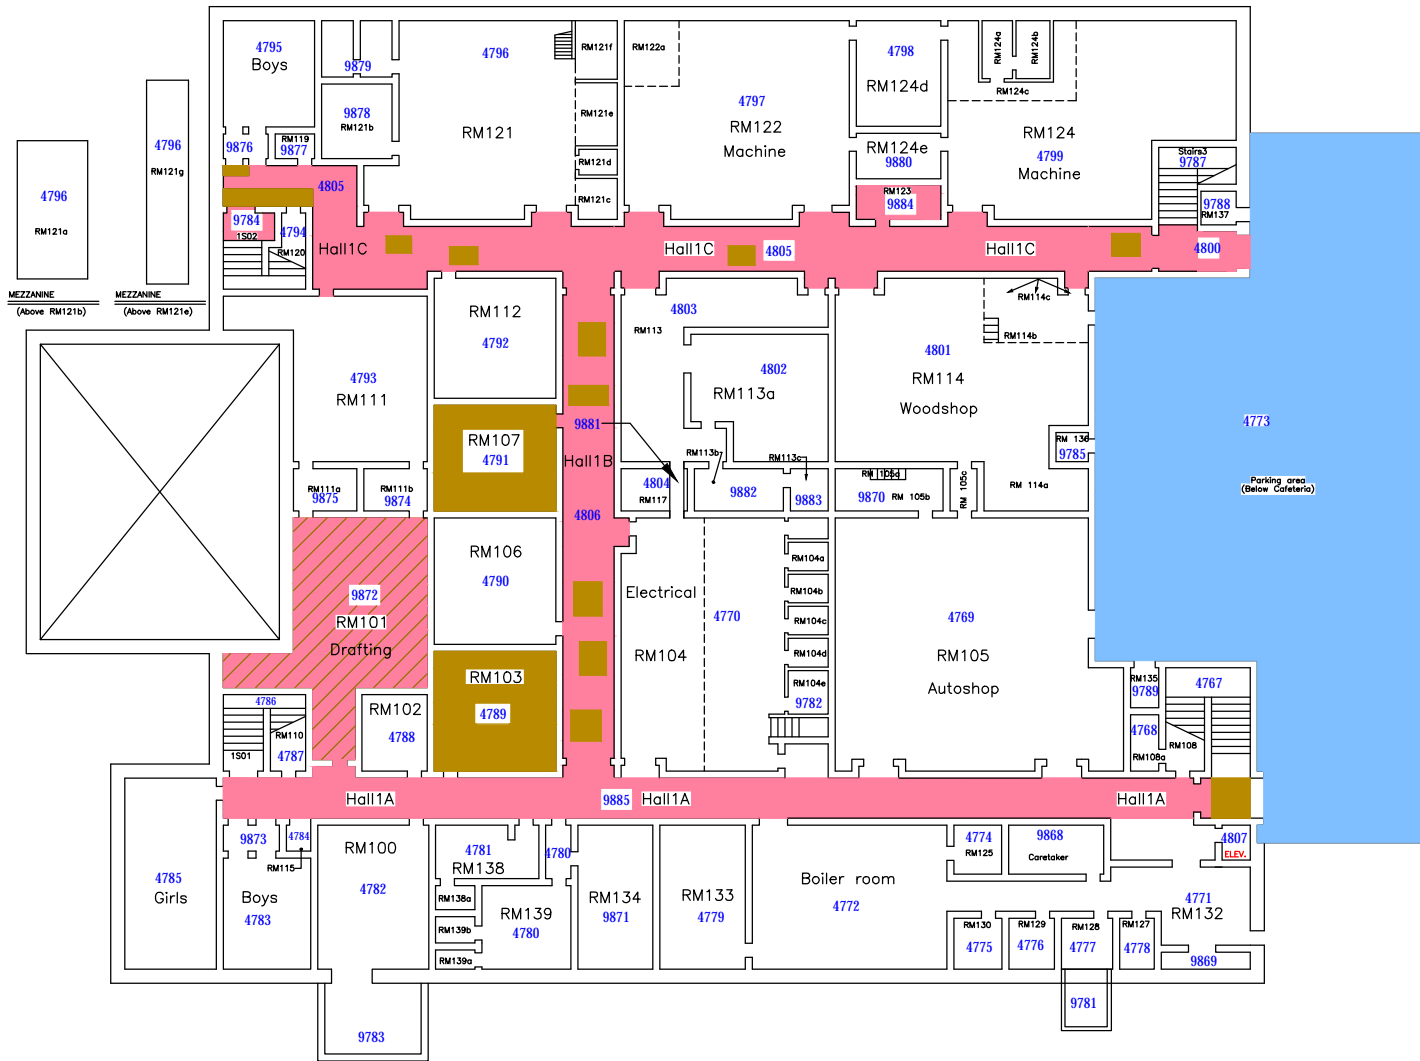 4795
Boys
9879
4796
RM121
RM121f
RM122a
4797
RM122
Machine
4798
RM124d
RM124a
RM124b
RM124c
RM124
4799
Machine
9878
RM121b
RM121e
RM124e
9880
Stairs3
9787
4796
RM121g
4796
RM121a
9876
RM119
9877
RM121d
RM121c
RM123
9884
9788
RM137
4805
9784
1S02
4794
RM120
Hall1C
Hall1C
4805
Hall1C
4800
MEZZANINE
(Above RM121b)
MEZZANINE
(Above RM121e)
RM112
4792
4803
RM113
RM114c
RM114b
4793
RM111
4802
RM113a
4801
RM114
Woodshop
RM107
4791
9881
Hall1B
4773
RM 136
9785
RM113b
RM113c
RM111a
9875
RM111b
9874
4804
RM117
9882
9883
RM 105d
9870
RM 105b
RM 105c
RM 114a
Parking area
(Below Cafeteria)
4806
RM106
4790
RM104a
RM104b
RM104c
RM104d
RM104e
9782
9872
RM101
Drafting
Electrical
RM104
4770
4769
RM105
Autoshop
RM103
4789
RM135
9789
4767
4786
RM110
4787
1S01
RM102
4788
4768
RM108
RM108a
Hall1A
9885
Hall1A
Hall1A
9873
4784
RM115
RM100
4782
4781
RM138
4780
4774
RM125
9868
Caretaker
4807
ELEV.
4785
Girls
Boys
4783
RM138a
RM139
4780
RM139b
RM139a
RM134
9871
RM133
4779
Boiler room
4772
4771
RM132
RM130
4775
RM129
4776
RM128
4777
RM127
4778
9869
9783
9781